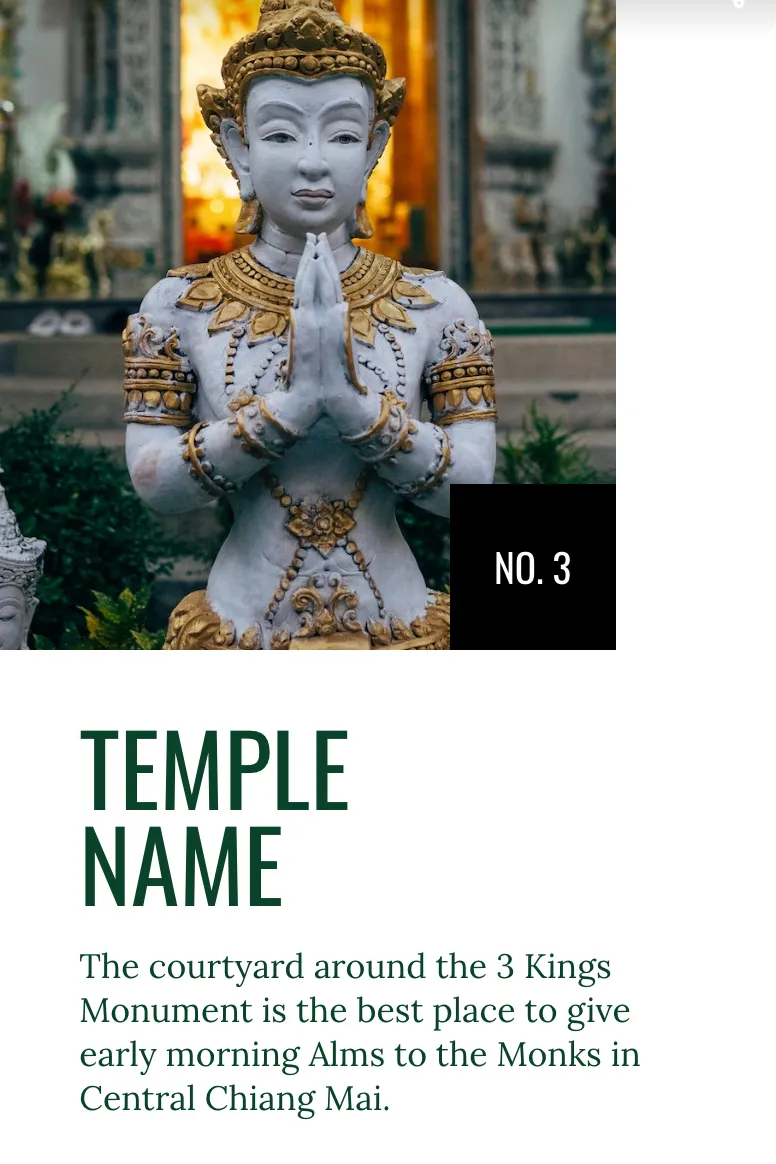 NO. 3
TEMPLE
NAME
The courtyard around the 3 Kings
Monument is the best place to give
early morning Alms to the Monks in
Central Chiang Mai.